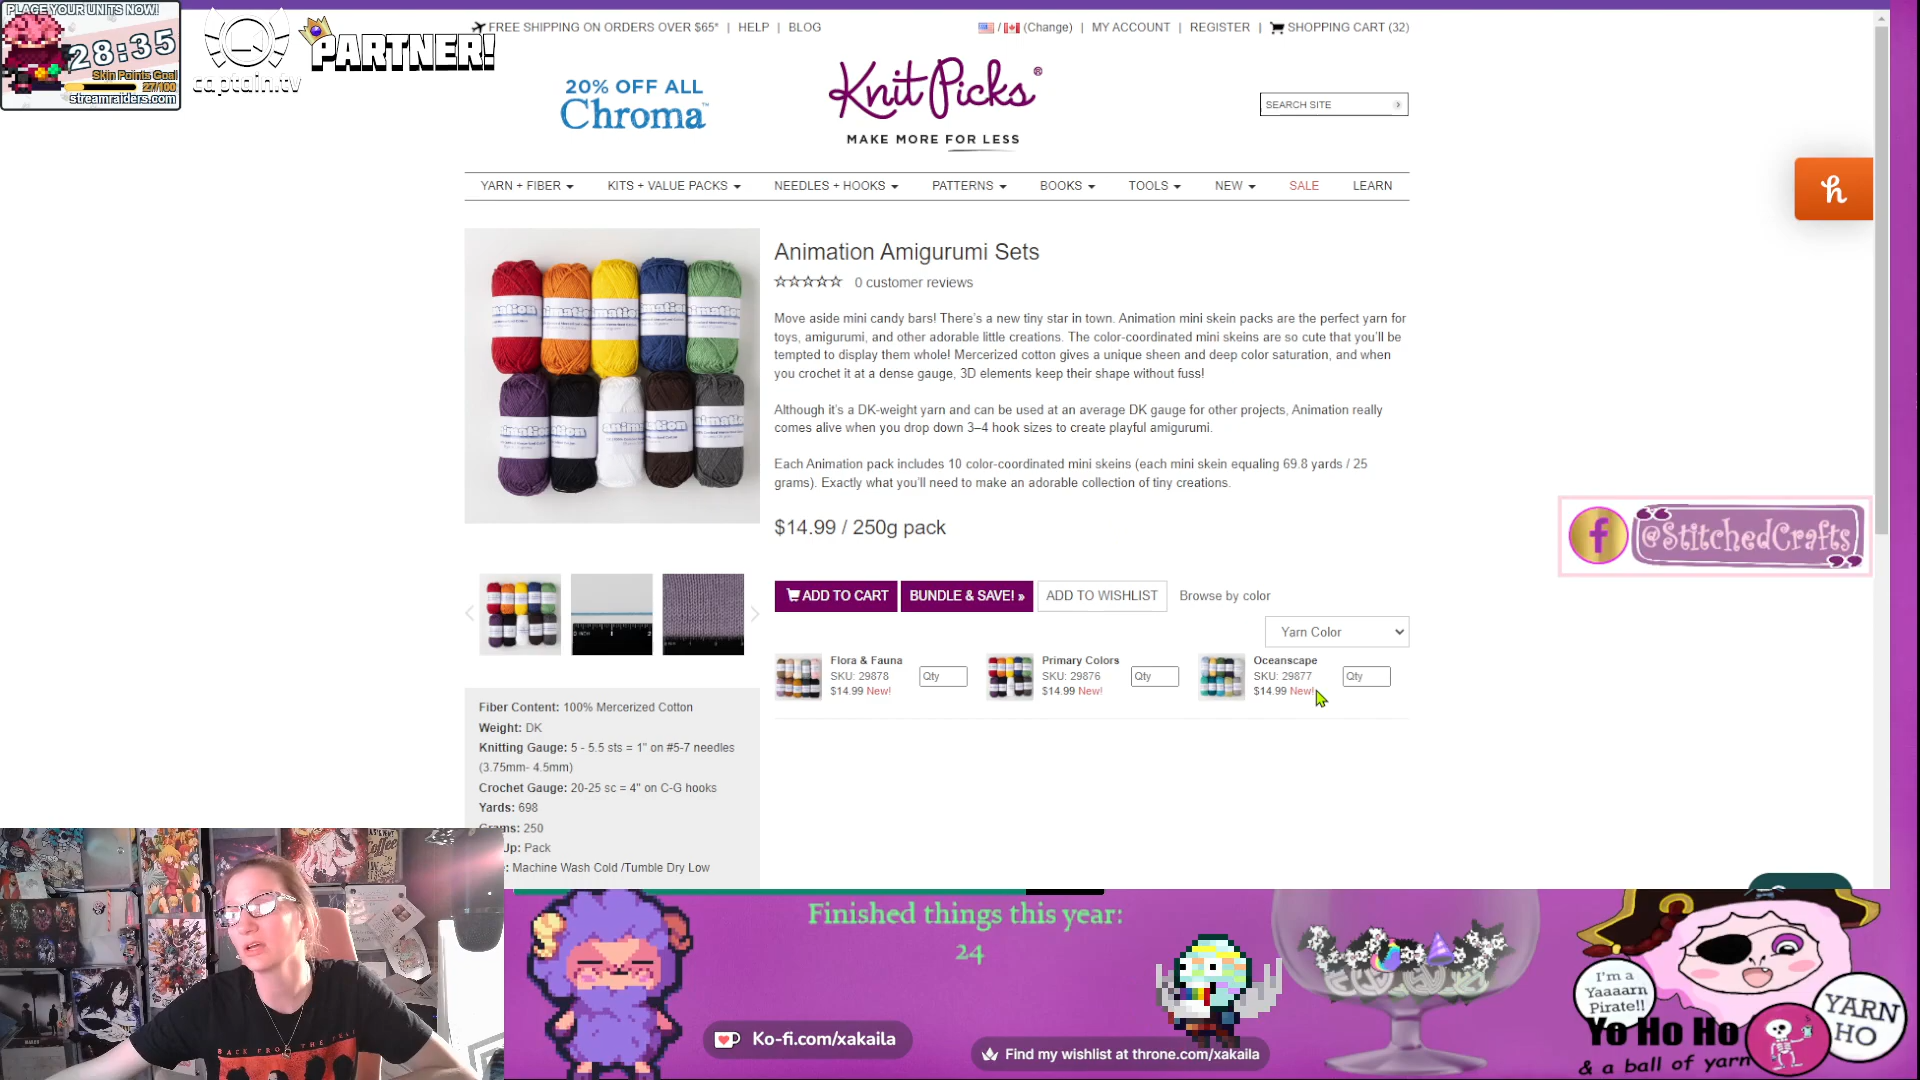 PLACE YOUR UNITS NOW!
28:35
Skin Points Goal
27/100
streamraiders.com
captain.tv
PARTNER!
FREE SHIPPING ON ORDERS OVER $65* | HELP | BLOG
/ (Change) | MY ACCOUNT | REGISTER | SHOPPING CART (32)
20% OFF ALL
Chroma™
KnitPicks®
MAKE MORE FOR LESS
SEARCH SITE
YARN + FIBER
KITS + VALUE PACKS
NEEDLES + HOOKS
PATTERNS
BOOKS
TOOLS
NEW
SALE
LEARN
Animation Amigurumi Sets
0 customer reviews
Move aside mini candy bars! There's a new tiny star in town. Animation mini skein packs are the perfect yarn for
toys, amigurumi, and other adorable little creations. The color-coordinated mini skeins are so cute that you'll be
tempted to display them whole! Mercerized cotton gives a unique sheen and deep color saturation, and when
you crochet it at a dense gauge, 3D elements keep their shape without fuss!
Although it's a DK-weight yarn and can be used at an average DK gauge for other projects, Animation really
comes alive when you drop down 3–4 hook sizes to create playful amigurumi.
Each Animation pack includes 10 color-coordinated mini skeins (each mini skein equaling 69.8 yards / 25
grams). Exactly what you'll need to make an adorable collection of tiny creations.
$14.99 / 250g pack
ADD TO CART
BUNDLE & SAVE! »
ADD TO WISHLIST
Browse by color
Yarn Color
Flora & Fauna
SKU: 29878
$14.99 New!
Qty
Primary Colors
SKU: 29876
$14.99 New!
Qty
Oceanscape
SKU: 29877
$14.99 New!
Qty
Fiber Content: 100% Mercerized Cotton
Weight: DK
Knitting Gauge: 5 - 5.5 sts = 1" on #5-7 needles
(3.75mm- 4.5mm)
Crochet Gauge: 20-25 sc = 4" on C-G hooks
Yards: 698
Grams: 250
Up: Pack
: Machine Wash Cold /Tumble Dry Low
@StitchedCrafts
Finished things this year:
24
Ko-fi.com/xakaila
Find my wishlist at throne.com/xakaila
I'm a
Yaaaarn
Pirate!!
Yo Ho Ho
& a ball of yarn
YARN
HO
BACK FROM THE